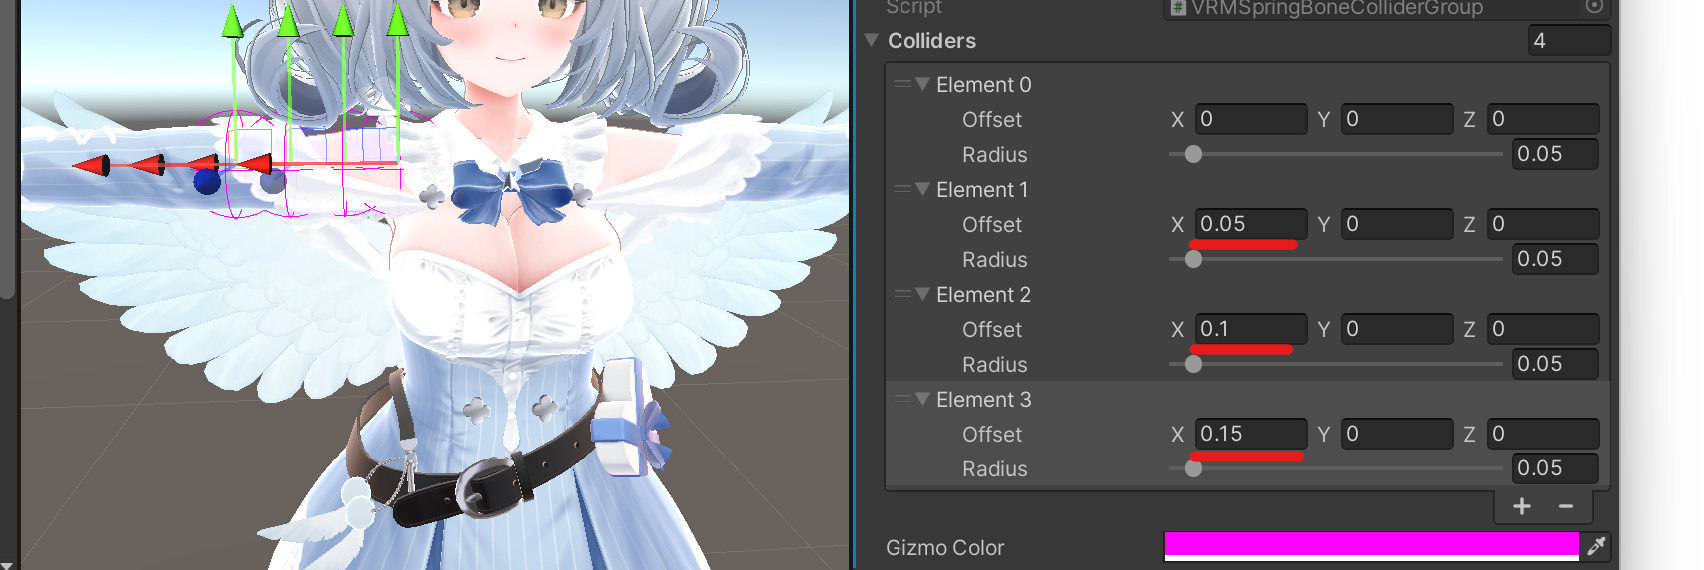 Script VRMSpringBoneColliderGroup
Colliders 4
Element 0
Offset X 0 Y 0 Z 0
Radius 0.05
Element 1
Offset X 0.05 Y 0 Z 0
Radius 0.05
Element 2
Offset X 0.1 Y 0 Z 0
Radius 0.05
Element 3
Offset X 0.15 Y 0 Z 0
Radius 0.05
+ −
Gizmo Color